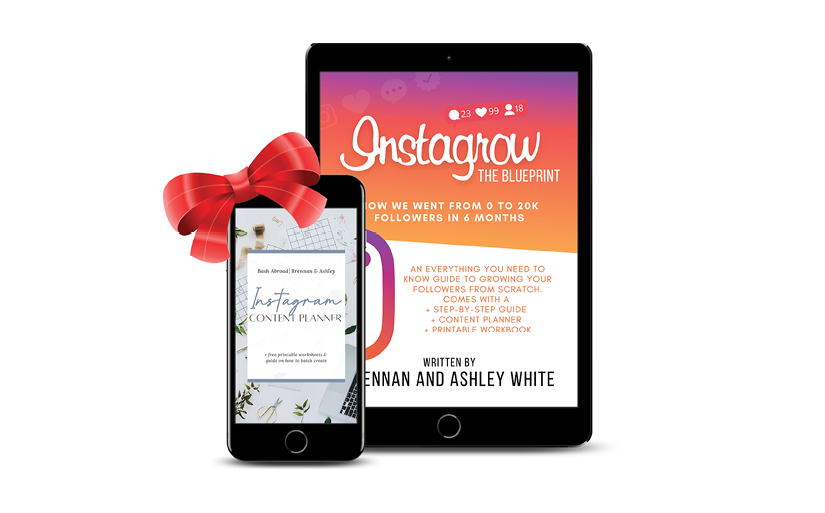 23 99 18
Instagrow
THE BLUEPRINT
OW WE WENT FROM 0 TO 20K
FOLLOWERS IN 6 MONTHS
AN EVERYTHING YOU NEED TO
KNOW GUIDE TO GROWING YOUR
FOLLOWERS FROM SCRATCH.
COMES WITH A
+ STEP-BY-STEP GUIDE
+ CONTENT PLANNER
+ PRINTABLE WORKBOOK
WRITTEN BY
ENNAN AND ASHLEY WHITE
Bash Abroad| Brennan & Ashley
Instagram
CONTENT PLANNER
+ free printable worksheets &
guide on how to batch create